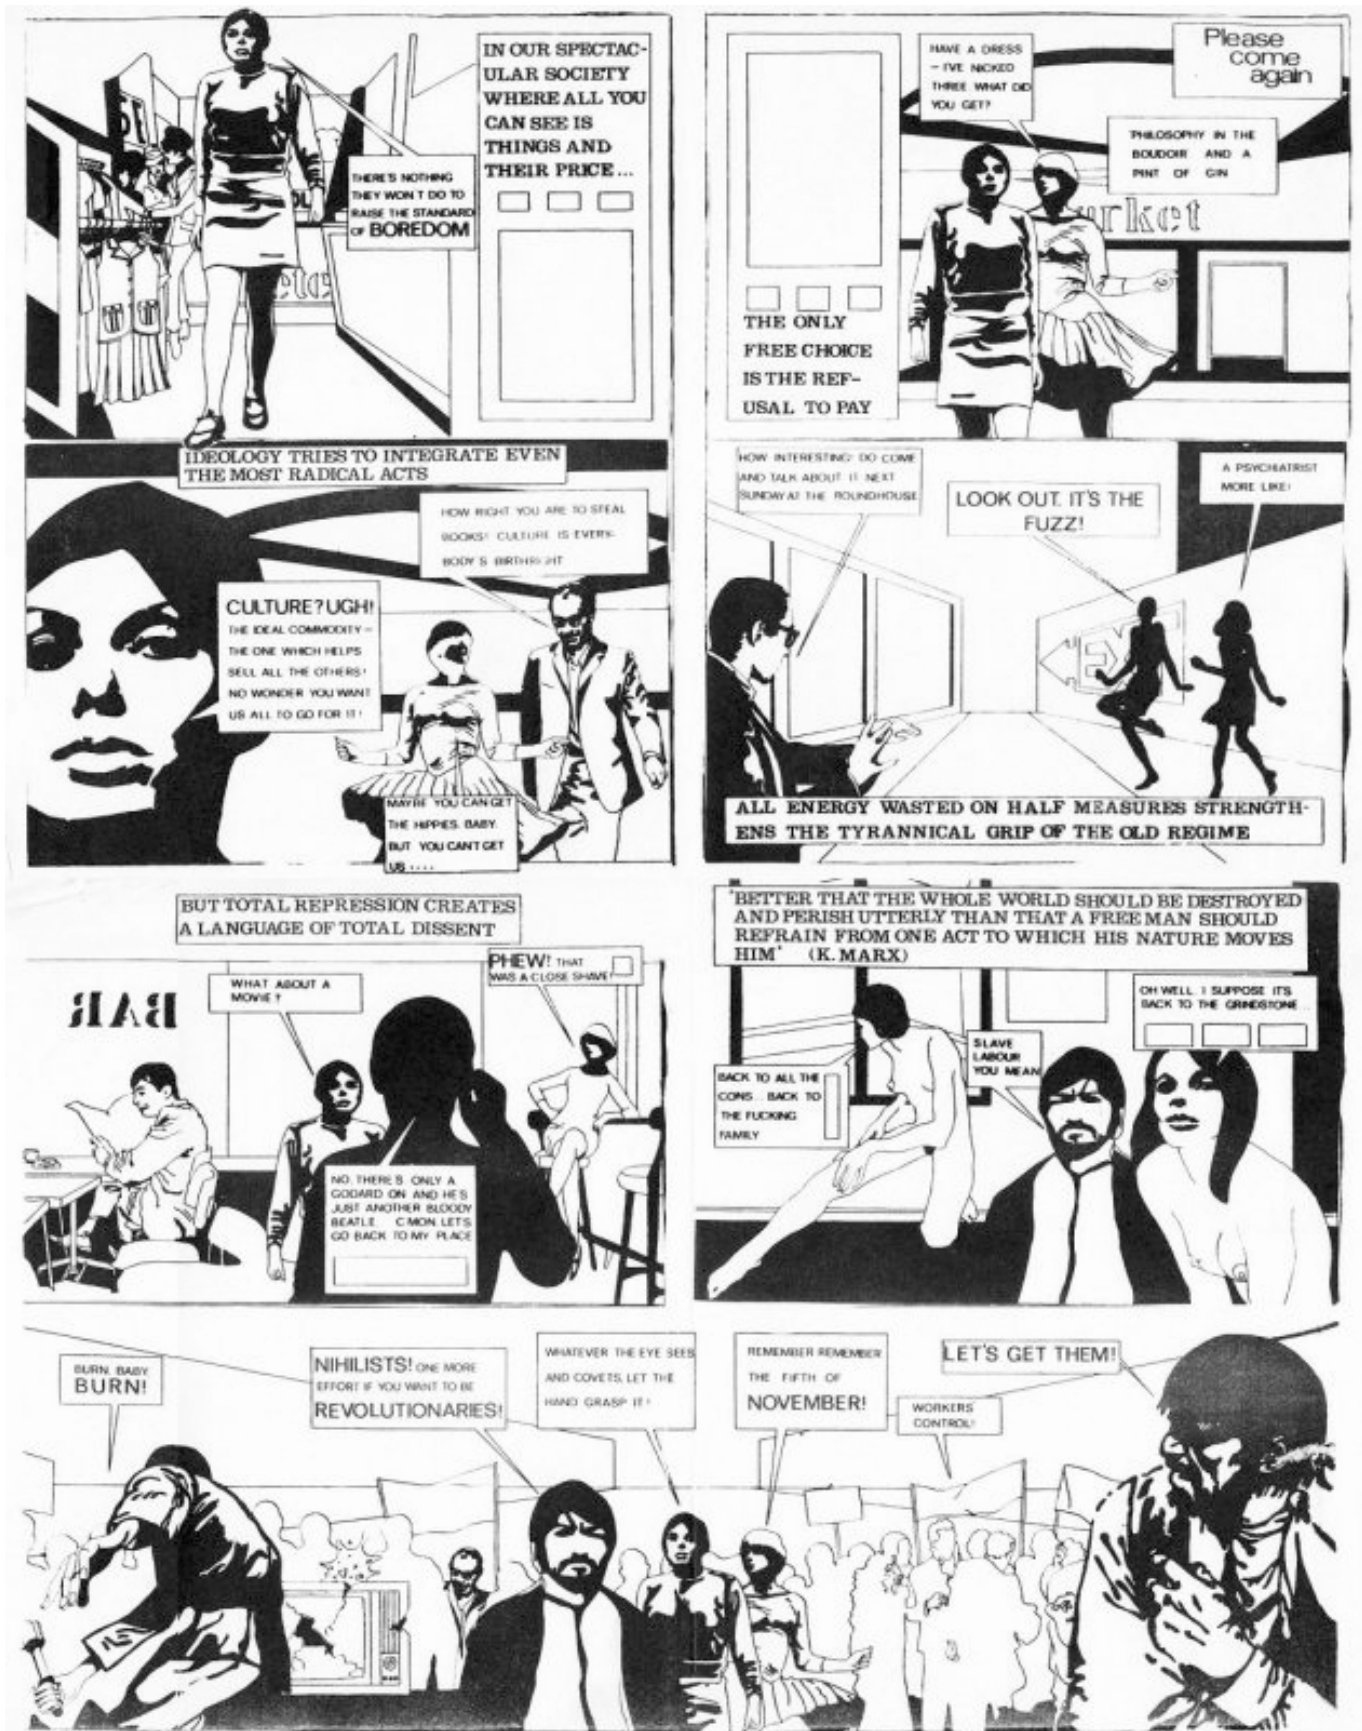 THERE'S NOTHING
THEY WON'T DO TO
RAISE THE STANDARD
OF BOREDOM
IN OUR SPECTAC-
ULAR SOCIETY
WHERE ALL YOU
CAN SEE IS
THINGS AND
THEIR PRICE...
HAVE A DRESS
- I'VE NICKED
THREE WHAT DID
YOU GET?
Please
come
again
'PHILOSOPHY IN THE
BOUDOIR AND A
PINT OF GIN
arket
THE ONLY
FREE CHOICE
IS THE REF-
USAL TO PAY
IDEOLOGY TRIES TO INTEGRATE EVEN
THE MOST RADICAL ACTS
HOW RIGHT YOU ARE TO STEAL
BOOKS! CULTURE IS EVERY-
BODY'S BIRTHRIGHT
CULTURE? UGH!
THE IDEAL COMMODITY -
THE ONE WHICH HELPS
SELL ALL THE OTHERS!
NO WONDER YOU WANT
US ALL TO GO FOR IT!
MAYBE YOU CAN GET
THE HIPPIES, BABY.
BUT YOU CAN'T GET
US ....
HOW INTERESTING! DO COME
AND TALK ABOUT IT NEXT
SUNDAY AT THE ROUNDHOUSE
LOOK OUT. IT'S THE
FUZZ!
A PSYCHIATRIST
MORE LIKE!
EX
ALL ENERGY WASTED ON HALF MEASURES STRENGTH-
ENS THE TYRANNICAL GRIP OF THE OLD REGIME
BUT TOTAL REPRESSION CREATES
A LANGUAGE OF TOTAL DISSENT
WHAT ABOUT A
MOVIE?
PHEW! THAT
WAS A CLOSE SHAVE!
BAR
NO, THERE'S ONLY A
GODARD ON AND HE'S
JUST ANOTHER BLOODY
BEATLE. C'MON LET'S
GO BACK TO MY PLACE
'BETTER THAT THE WHOLE WORLD SHOULD BE DESTROYED
AND PERISH UTTERLY THAN THAT A FREE MAN SHOULD
REFRAIN FROM ONE ACT TO WHICH HIS NATURE MOVES
HIM' (K. MARX)
OH WELL. I SUPPOSE IT'S
BACK TO THE GRINDSTONE...
SLAVE
LABOUR
YOU MEAN
BACK TO ALL THE
CONS... BACK TO
THE FUCKING
FAMILY
BURN, BABY
BURN!
NIHILISTS! ONE MORE
EFFORT IF YOU WANT TO BE
REVOLUTIONARIES!
WHATEVER THE EYE SEES
AND COVETS, LET THE
HAND GRASP IT!
REMEMBER REMEMBER
THE FIFTH OF
NOVEMBER!
WORKERS'
CONTROL!
LET'S GET THEM!